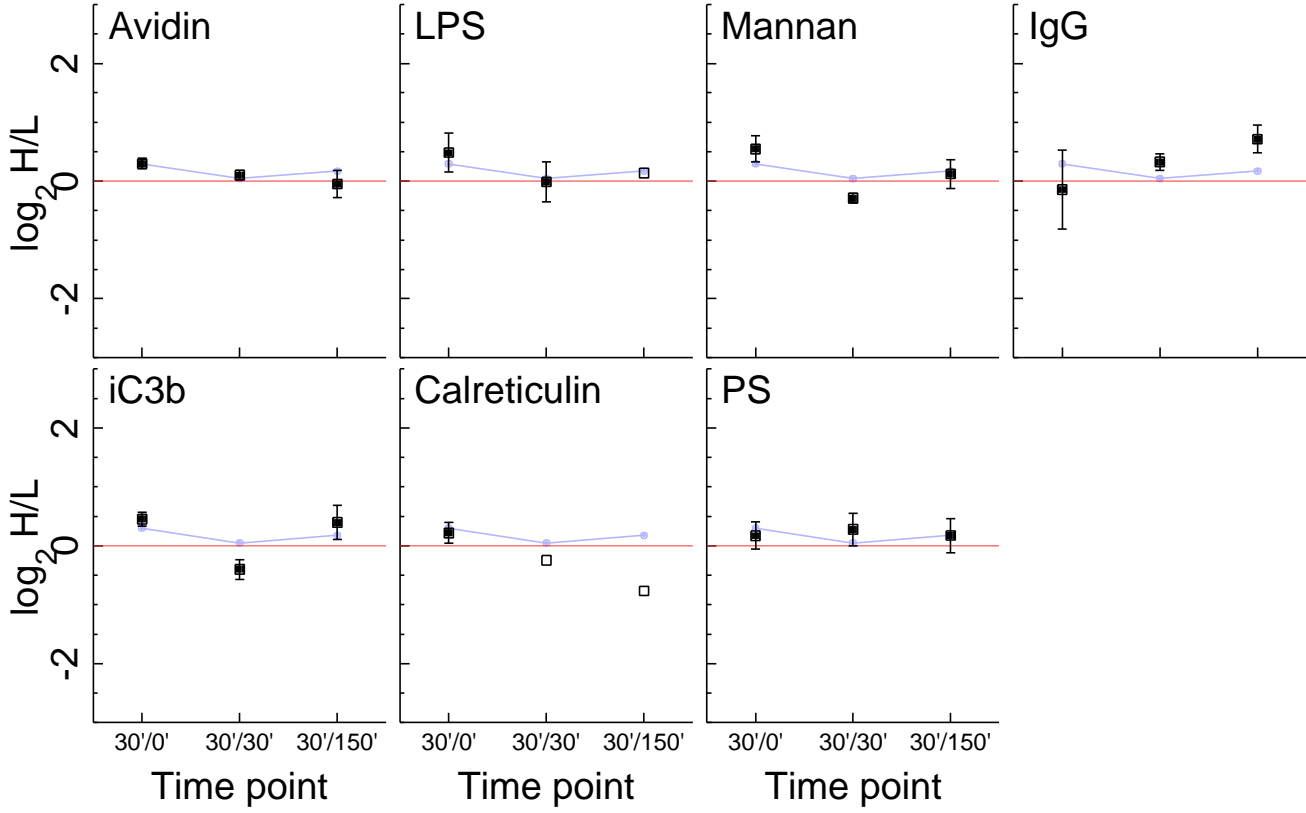 Avidin
LPS
Mannan
IgG
log2 H/L
2
0
-2
iC3b
Calreticulin
PS
log2 H/L
2
0
-2
30'/0' 30'/30' 30'/150'
30'/0' 30'/30' 30'/150'
30'/0' 30'/30' 30'/150'
Time point
Time point
Time point